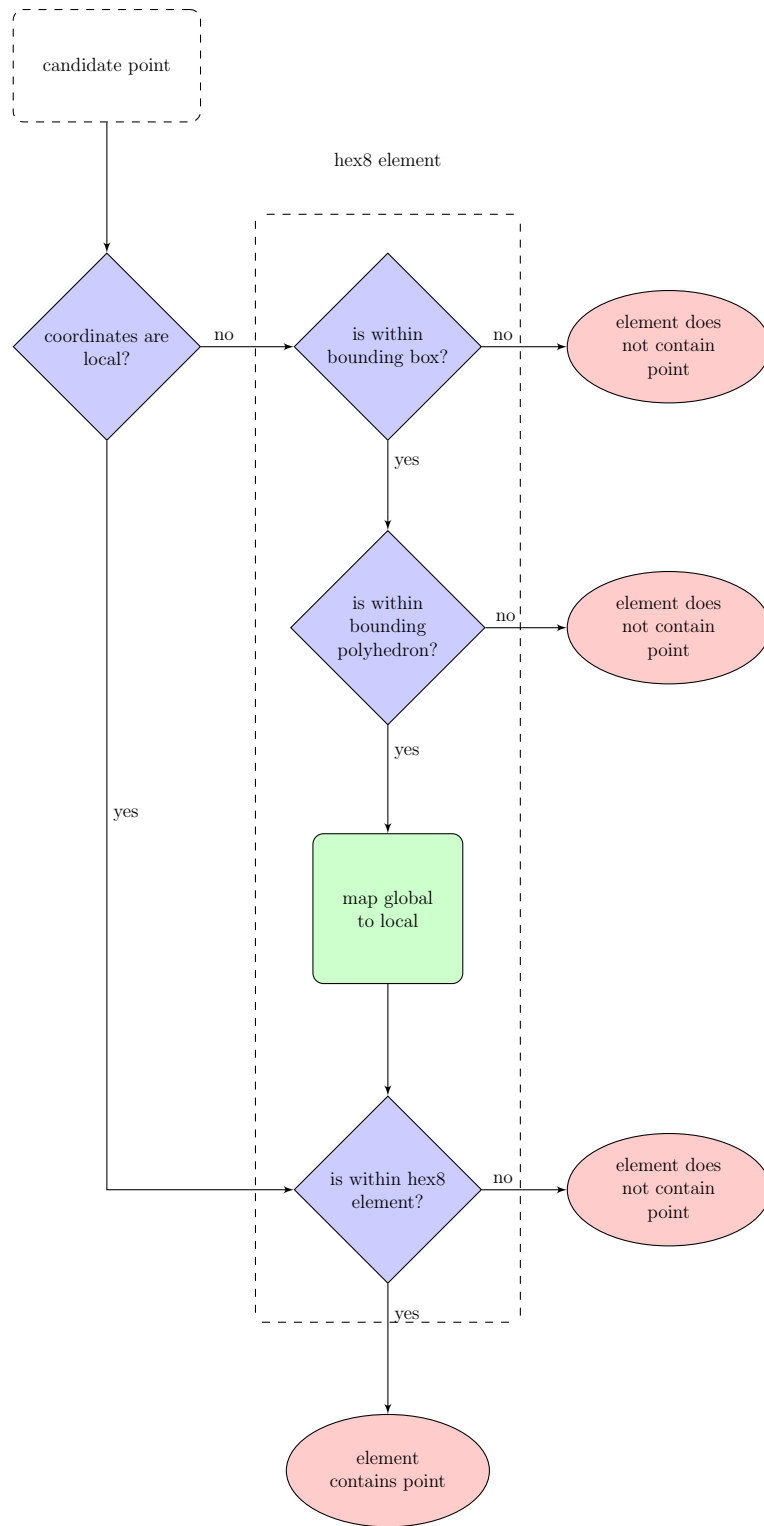 candidate point
hex8 element
coordinates are
local?
no
is within
bounding box?
no
element does
not contain
point
yes
is within
bounding
polyhedron?
no
element does
not contain
point
yes
yes
map global
to local
is within hex8
element?
no
element does
not contain
point
yes
element
contains point